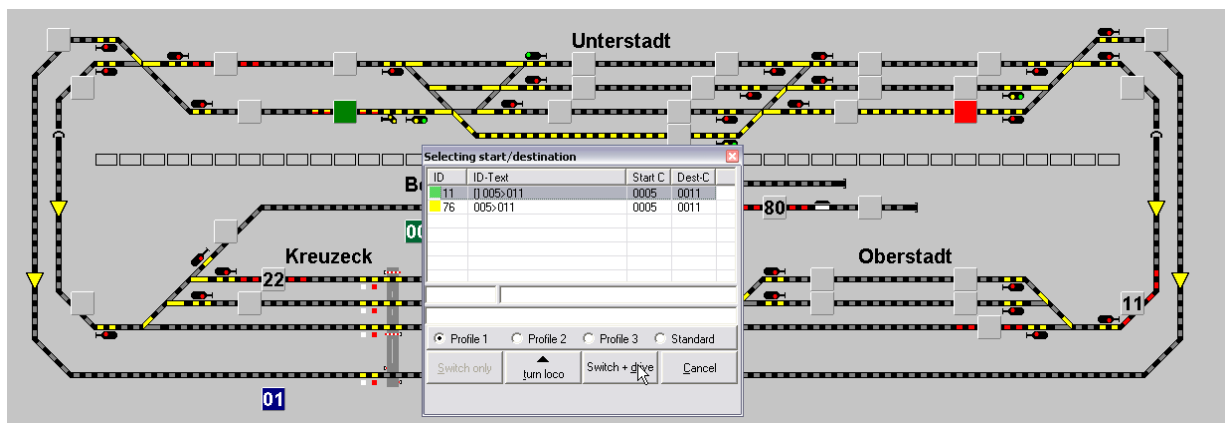 Unterstadt
Selecting start/destination
ID ID-Text Start C Dest-C
11 [] 005>011 0005 0011
76 005>011 0005 0011
80
22
Kreuzeck
Oberstadt
11
Profile 1 Profile 2 Profile 3 Standard
Switch only turn loco Switch + drive Cancel
01